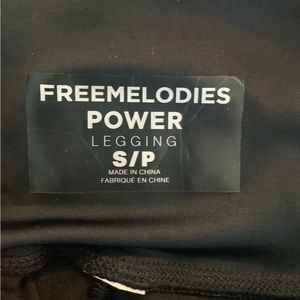 FREEMELODIES
POWER
LEGGING
S/P
MADE IN CHINA
FABRIQUÉ EN CHINE